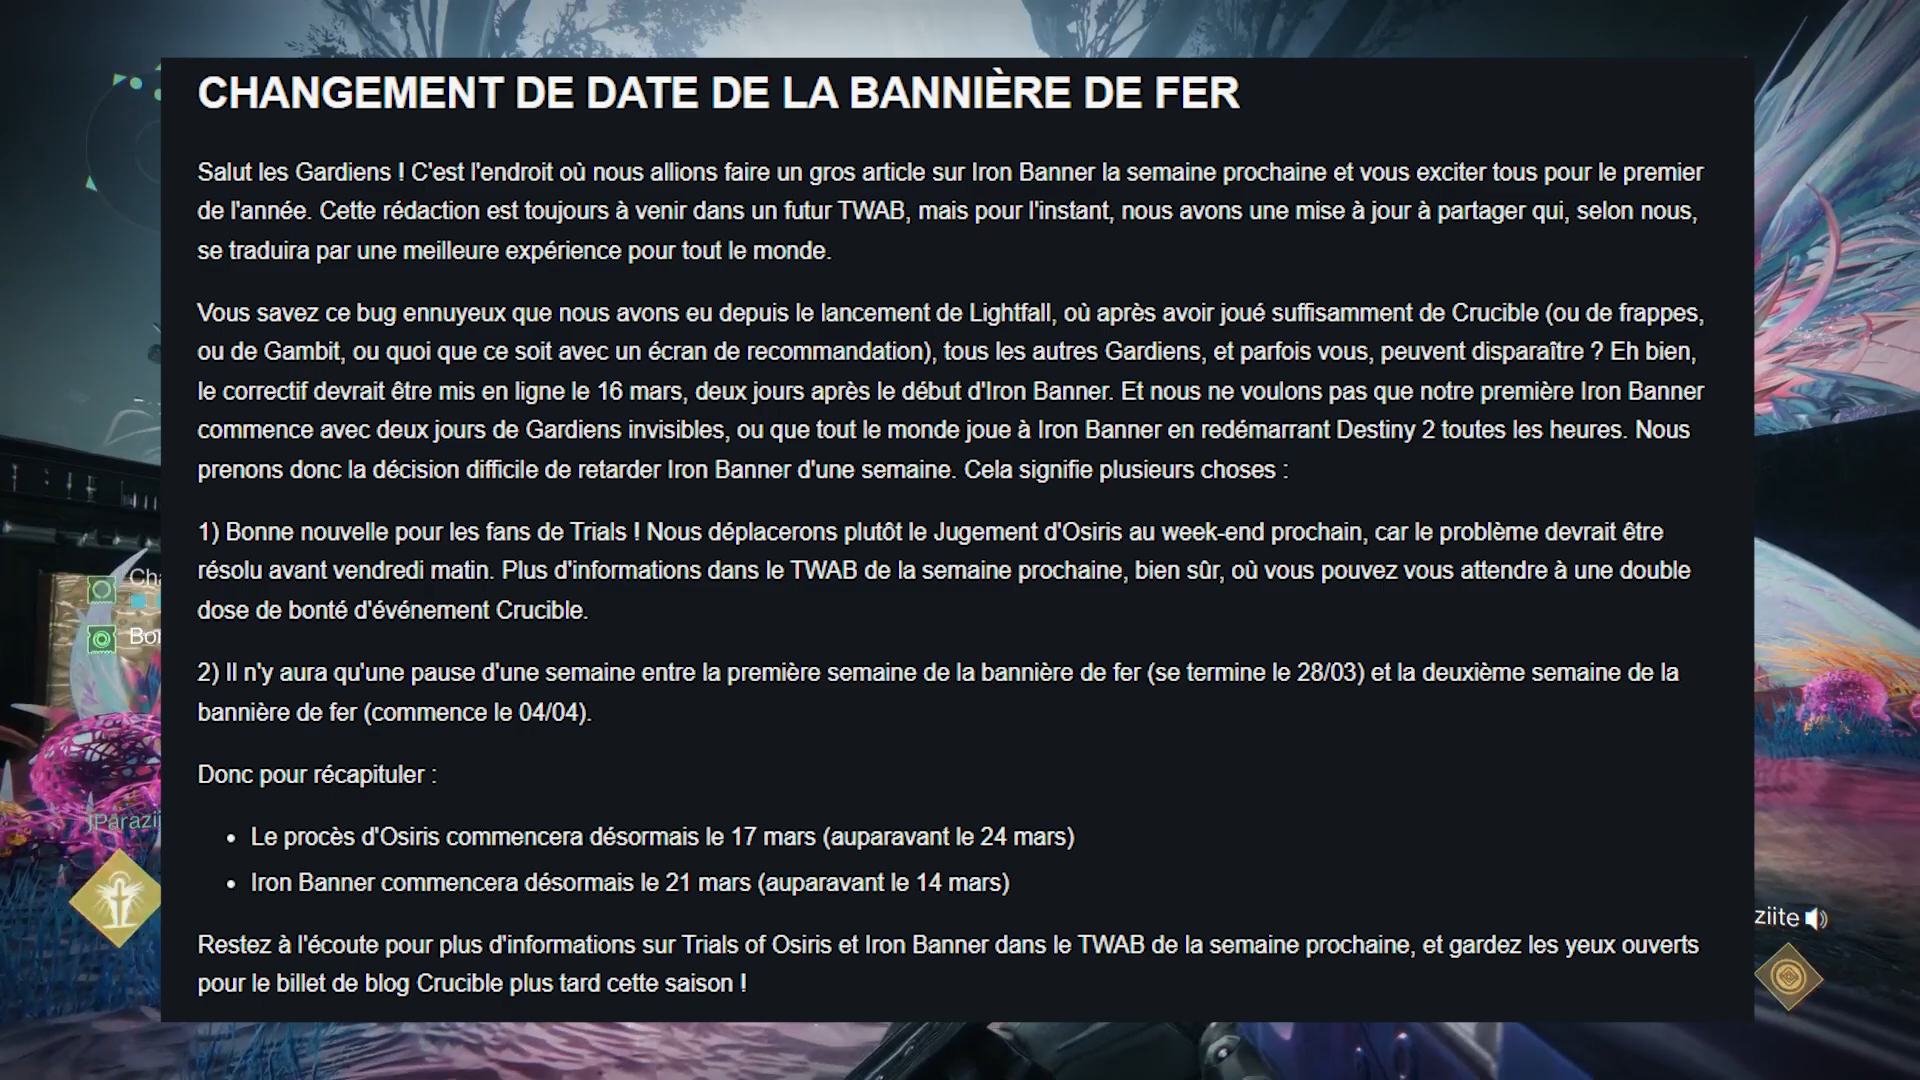 CHANGEMENT DE DATE DE LA BANNIÈRE DE FER
Salut les Gardiens ! C'est l'endroit où nous allions faire un gros article sur Iron Banner la semaine prochaine et vous exciter tous pour le premier
de l'année. Cette rédaction est toujours à venir dans un futur TWAB, mais pour l'instant, nous avons une mise à jour à partager qui, selon nous,
se traduira par une meilleure expérience pour tout le monde.
Vous savez ce bug ennuyeux que nous avons eu depuis le lancement de Lightfall, où après avoir joué suffisamment de Crucible (ou de frappes,
ou de Gambit, ou quoi que ce soit avec un écran de recommandation), tous les autres Gardiens, et parfois vous, peuvent disparaître ? Eh bien,
le correctif devrait être mis en ligne le 16 mars, deux jours après le début d'Iron Banner. Et nous ne voulons pas que notre première Iron Banner
commence avec deux jours de Gardiens invisibles, ou que tout le monde joue à Iron Banner en redémarrant Destiny 2 toutes les heures. Nous
prenons donc la décision difficile de retarder Iron Banner d'une semaine. Cela signifie plusieurs choses :
1) Bonne nouvelle pour les fans de Trials ! Nous déplacerons plutôt le Jugement d'Osiris au week-end prochain, car le problème devrait être
résolu avant vendredi matin. Plus d'informations dans le TWAB de la semaine prochaine, bien sûr, où vous pouvez vous attendre à une double
dose de bonté d'événement Crucible.
Cha
Bo
2) Il n'y aura qu'une pause d'une semaine entre la première semaine de la bannière de fer (se termine le 28/03) et la deuxième semaine de la
bannière de fer (commence le 04/04).
Donc pour récapituler :
jParazii
• Le procès d'Osiris commencera désormais le 17 mars (auparavant le 24 mars)
• Iron Banner commencera désormais le 21 mars (auparavant le 14 mars)
ziite
Restez à l'écoute pour plus d'informations sur Trials of Osiris et Iron Banner dans le TWAB de la semaine prochaine, et gardez les yeux ouverts
pour le billet de blog Crucible plus tard cette saison !